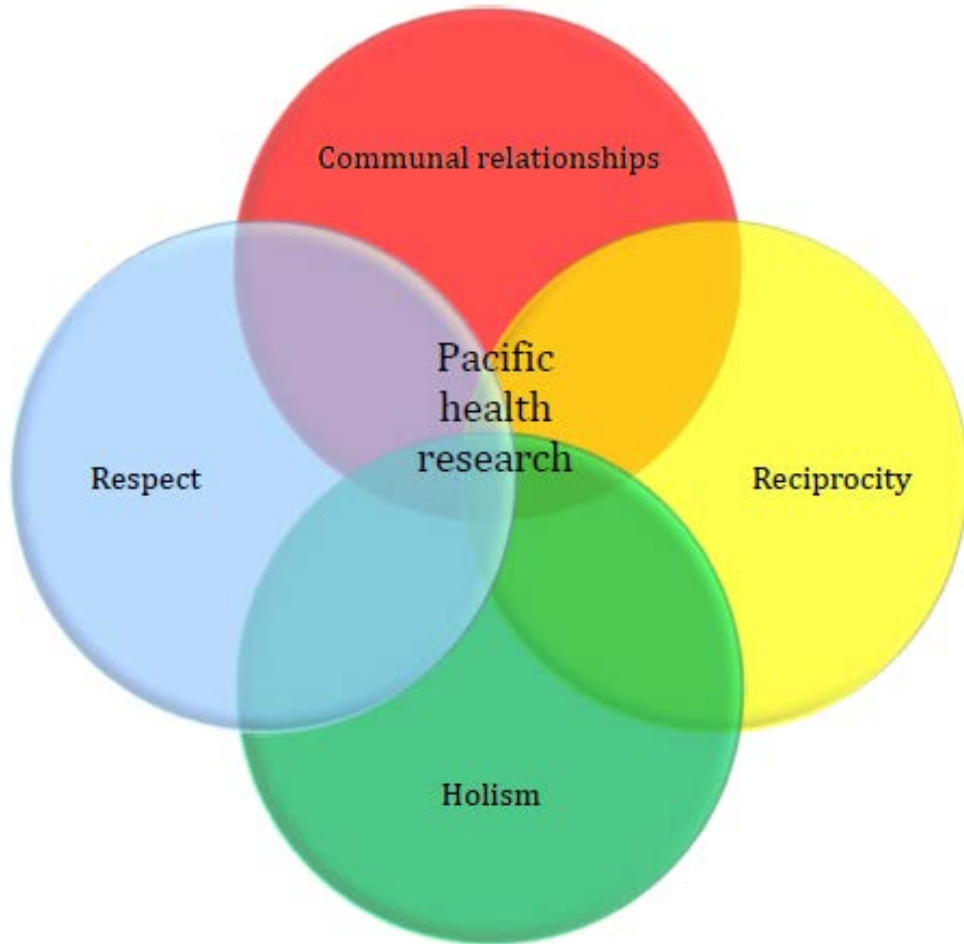 Communal relationships
Pacific
health
research
Respect
Reciprocity
Holism